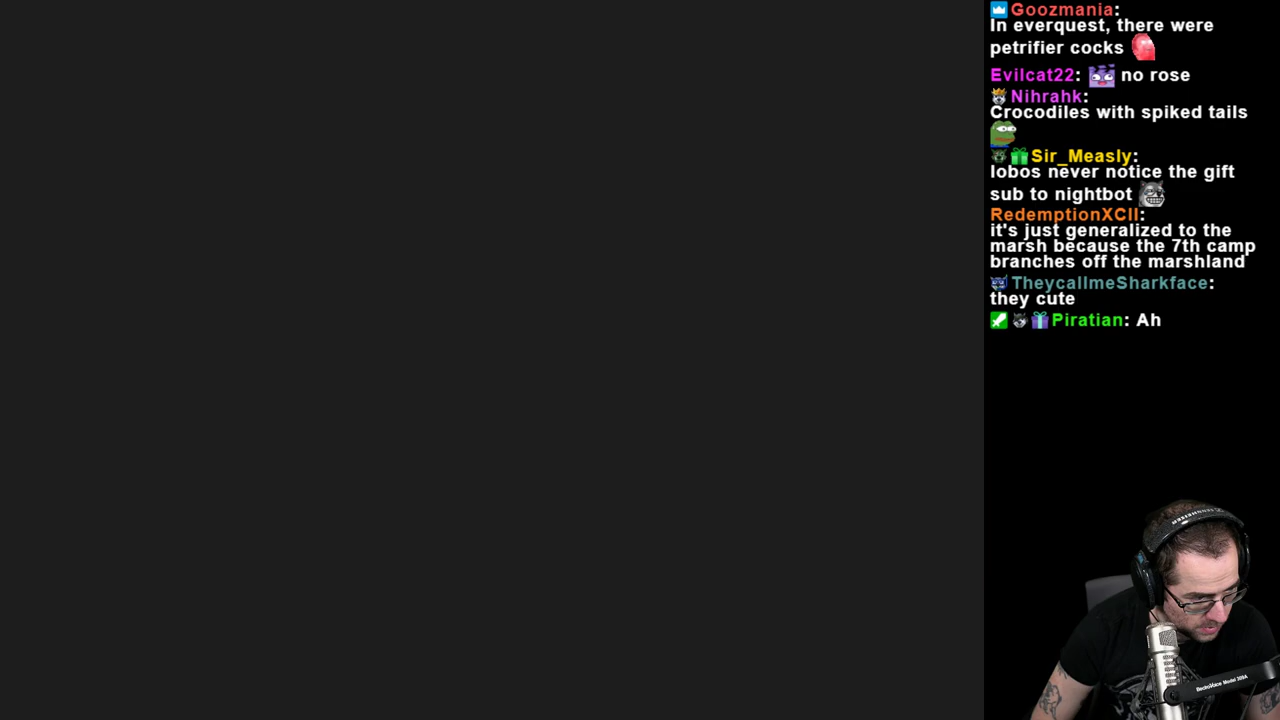 Goozmania:
In everquest, there were
petrifier cocks
Evilcat22: no rose
Nihrahk:
Crocodiles with spiked tails
Sir_Measly:
lobos never notice the gift
sub to nightbot
RedemptionXCII:
it's just generalized to the
marsh because the 7th camp
branches off the marshland
TheycallmeSharkface:
they cute
Piratian: Ah
SENNHEISER